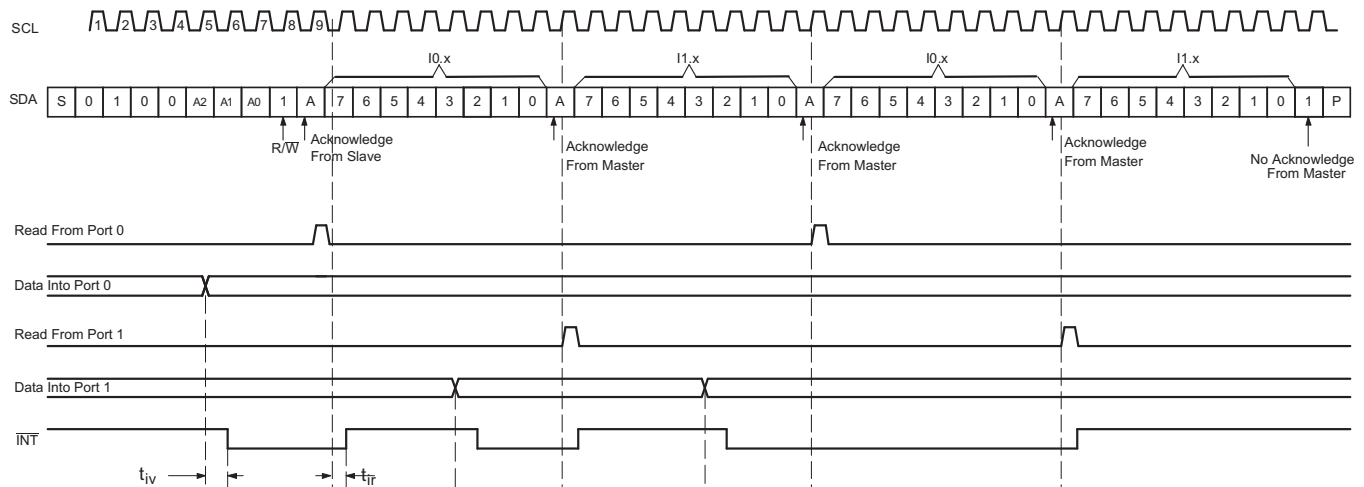 SCL 1 2 3 4 5 6 7 8 9
I0.x I1.x I0.x I1.x
SDA S 0 1 0 0 A2 A1 A0 1 A 7 6 5 4 3 2 1 0 A 7 6 5 4 3 2 1 0 A 7 6 5 4 3 2 1 0 A 7 6 5 4 3 2 1 0 1 P
R/W
Acknowledge
From Slave
Acknowledge
From Master
Acknowledge
From Master
Acknowledge
From Master
No Acknowledge
From Master
Read From Port 0
Data Into Port 0
Read From Port 1
Data Into Port 1
INT
tiv tir